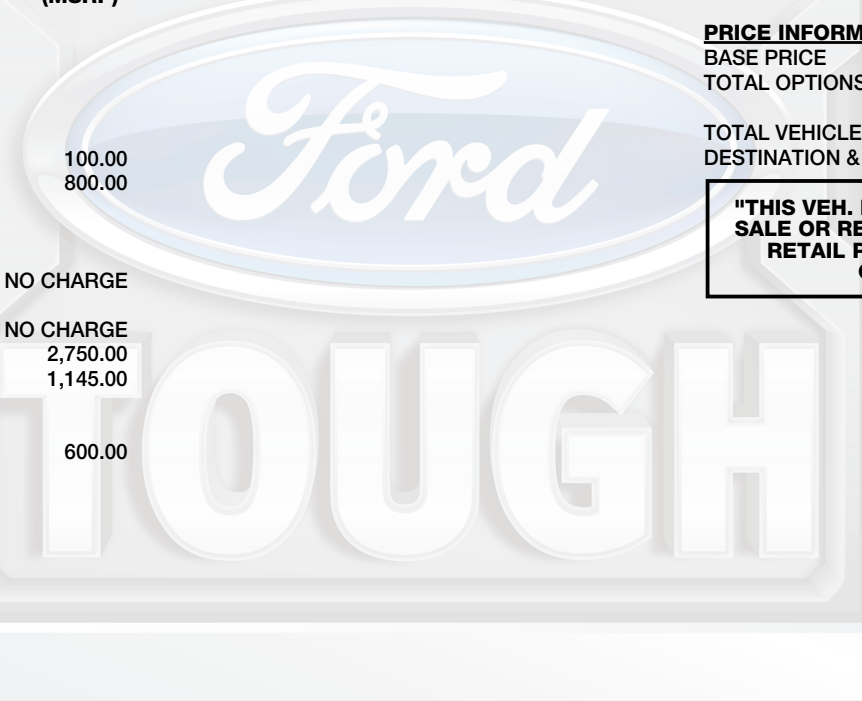 (MSRP)
100.00
800.00
NO CHARGE
NO CHARGE
2,750.00
1,145.00
600.00
PRICE INFORM
BASE PRICE
TOTAL OPTIONS
TOTAL VEHICLE
DESTINATION &
"THIS VEH.
SALE OR RE
RETAIL P
Ford
TOUGH